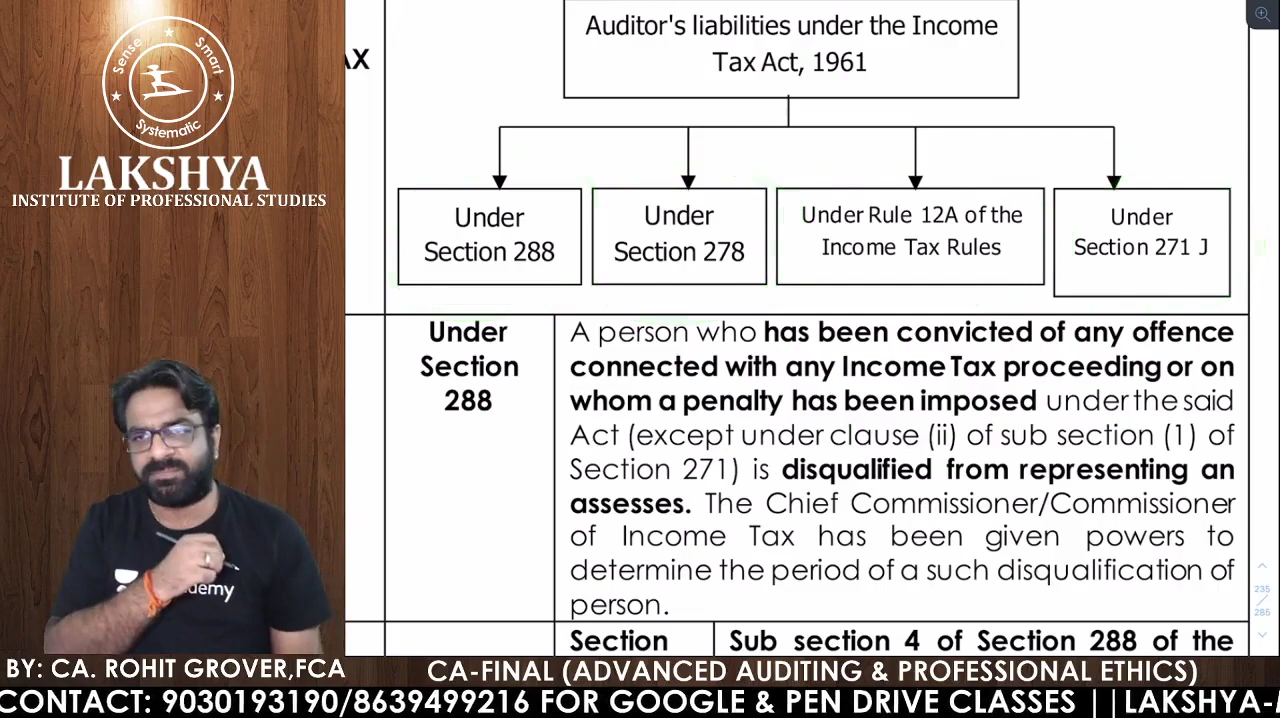 Sense
Smart
Systematic
LAKSHYA
INSTITUTE OF PROFESSIONAL STUDIES
AX
Auditor's liabilities under the Income
Tax Act, 1961
Under
Section 288
Under
Section 278
Under Rule 12A of the
Income Tax Rules
Under
Section 271 J
Under
Section
288
A person who has been convicted of any offence
connected with any Income Tax proceeding or on
whom a penalty has been imposed under the said
Act (except under clause (ii) of sub section (1) of
Section 271) is disqualified from representing an
assesses. The Chief Commissioner/Commissioner
of Income Tax has been given powers to
determine the period of a such disqualification of
person.
Section
Sub section 4 of Section 288 of the
235
/
285
BY: CA. ROHIT GROVER,FCA
CA-FINAL (ADVANCED AUDITING & PROFESSIONAL ETHICS)
CONTACT: 9030193190/8639499216 FOR GOOGLE & PEN DRIVE CLASSES ||LAKSHYA-